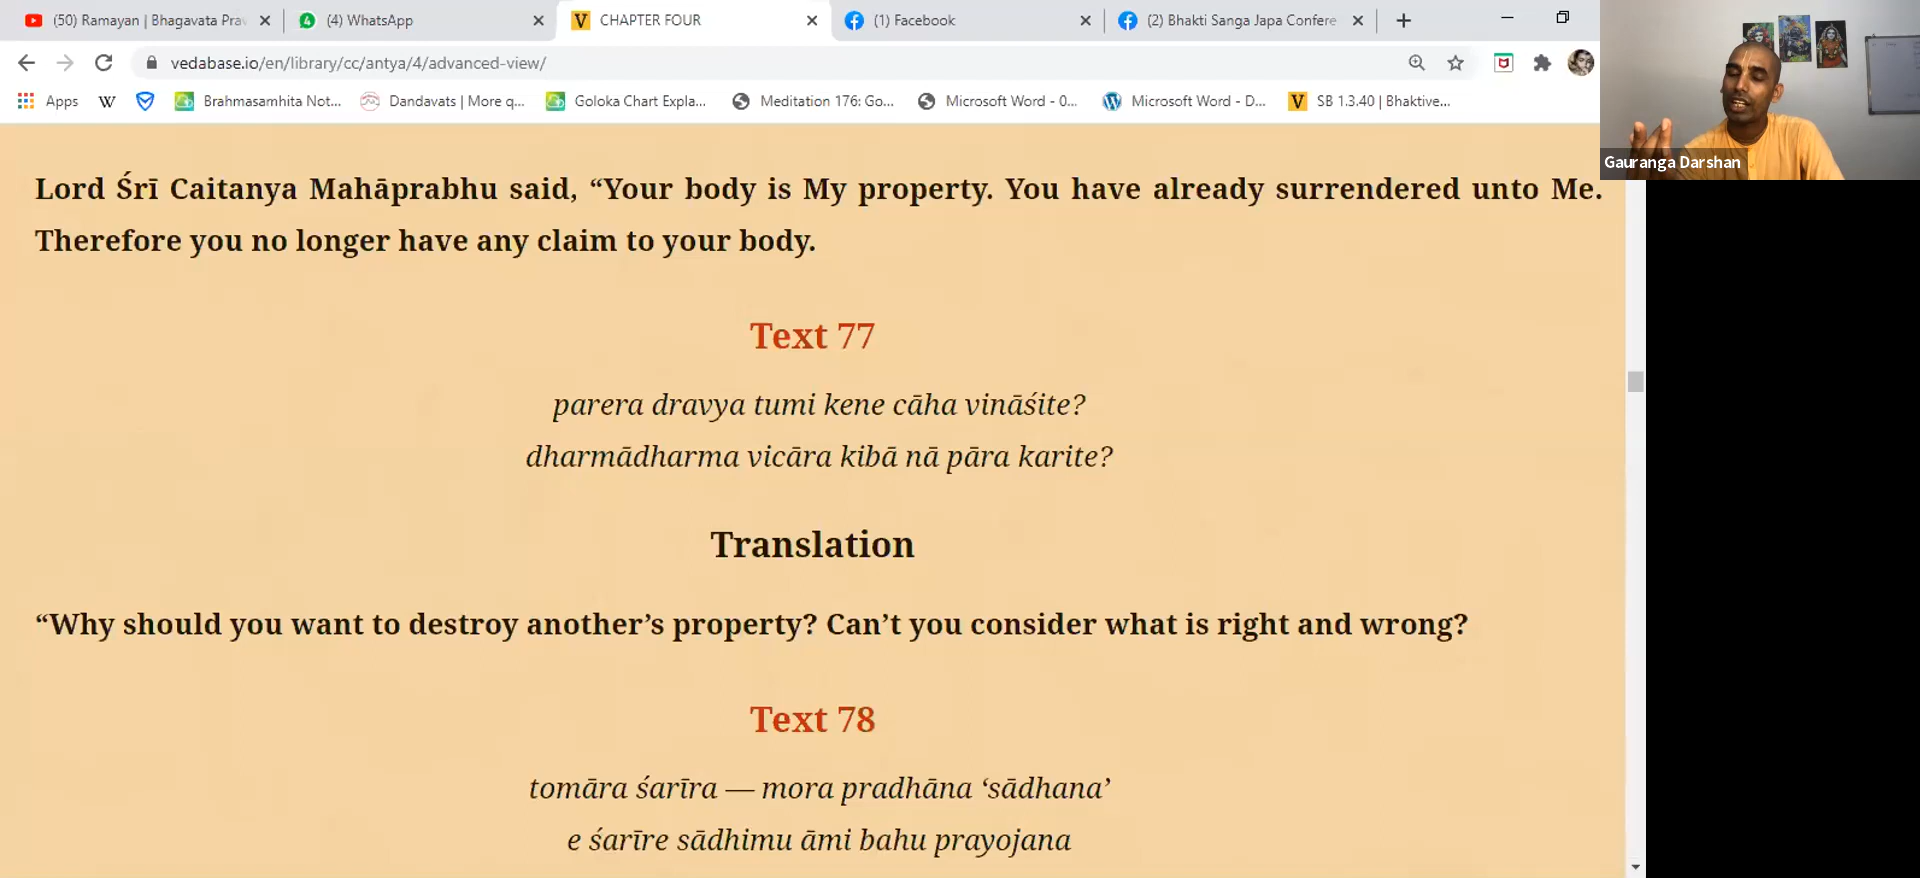 (50) Ramayan | Bhagavata Prav
(4) WhatsApp
CHAPTER FOUR
(1) Facebook
(2) Bhakti Sanga Japa Confere
vedabase.io/en/library/cc/antya/4/advanced-view/
Apps
W
Brahmasamhita Not...
Dandavats | More q...
Goloka Chart Expla...
Meditation 176: Go...
Microsoft Word - 0...
Microsoft Word - D...
V SB 1.3.40 | Bhaktive...
Gauranga Darshan
Lord Śrī Caitanya Mahāprabhu said, “Your body is My property. You have already surrendered unto Me.
Therefore you no longer have any claim to your body.
Text 77
parera dravya tumi kene cāha vināśite?
dharmādharma vicāra kibā nā pāra karite?
Translation
“Why should you want to destroy another’s property? Can’t you consider what is right and wrong?
Text 78
tomāra śarīra — mora pradhāna ‘sādhana’
e śarīre sādhimu āmi bahu prayojana